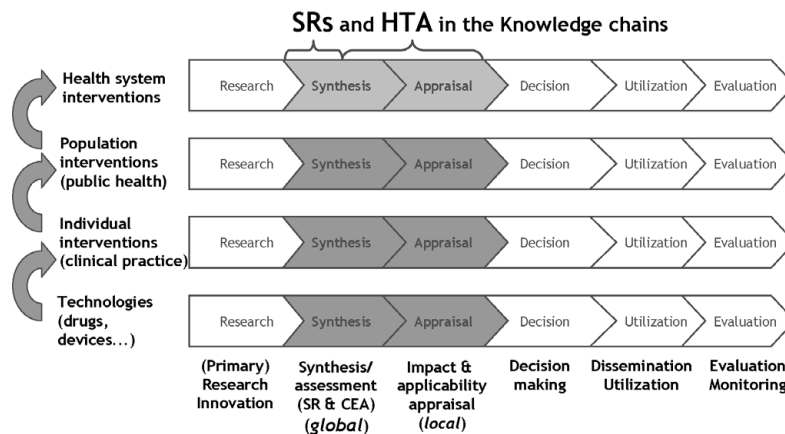 SRs and HTA in the Knowledge chains
Health system
interventions
Research
Synthesis
Appraisal
Decision
Utilization
Evaluation
Population
interventions
(public health)
Research
Synthesis
Appraisal
Decision
Utilization
Evaluation
Individual
interventions
(clinical practice)
Research
Synthesis
Appraisal
Decision
Utilization
Evaluation
Technologies
(drugs,
devices...)
Research
Synthesis
Appraisal
Decision
Utilization
Evaluation
(Primary)
Research
Innovation
Synthesis/
assessment
(SR & CEA)
(global)
Impact &
applicability
appraisal
(local)
Decision
making
Dissemination
Utilization
Evaluation
Monitoring